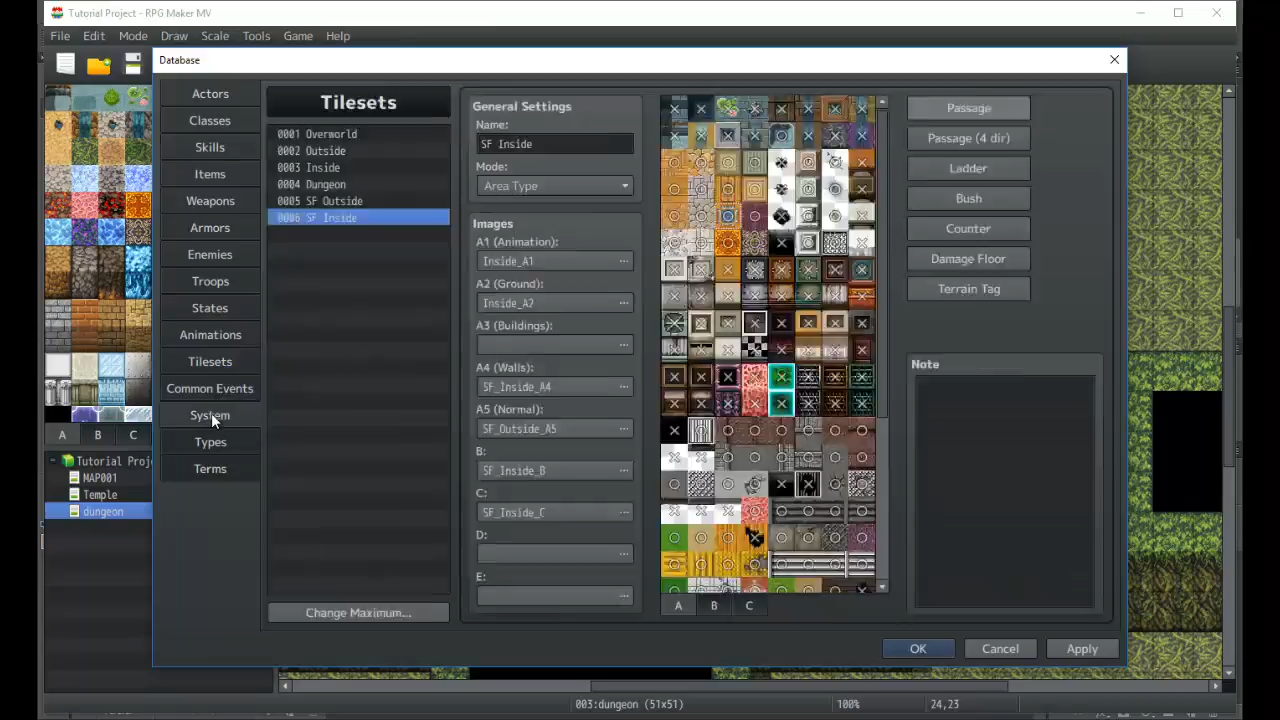 Tutorial Project - RPG Maker MV
File Edit Mode Draw Scale Tools Game Help
Database
Actors
Classes
Skills
Items
Weapons
Armors
Enemies
Troops
States
Animations
Tilesets
Common Events
System
Types
Terms
Tilesets
0001 Overworld
0002 Outside
0003 Inside
0004 Dungeon
0005 SF Outside
0006 SF Inside
Change Maximum...
General Settings
Name:
SF Inside
Mode:
Area Type
Images
A1 (Animation):
Inside_A1 ...
A2 (Ground):
Inside_A2 ...
A3 (Buildings):
...
A4 (Walls):
SF_Inside_A4 ...
A5 (Normal):
SF_Outside_A5 ...
B:
SF_Inside_B ...
C:
SF_Inside_C ...
D:
...
E:
...
A B C
Passage
Passage (4 dir)
Ladder
Bush
Counter
Damage Floor
Terrain Tag
Note
OK Cancel Apply
A B C
Tutorial Proj
MAP001
Temple
dungeon
003:dungeon (51x51) 100% 24,23